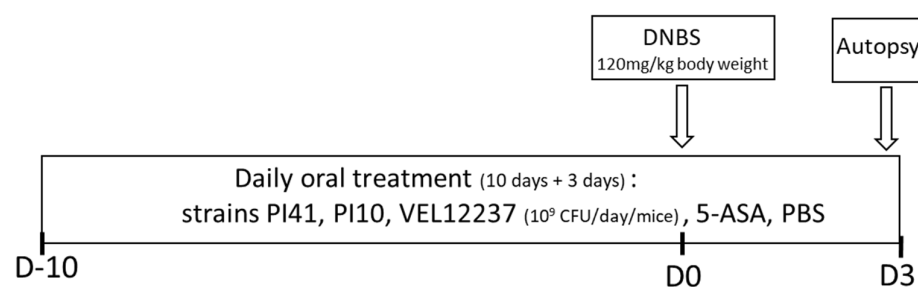 DNBS
120mg/kg body weight
Autopsy
Daily oral treatment (10 days + 3 days) :
strains PI41, PI10, VEL12237 (10⁹ CFU/day/mice) , 5-ASA, PBS
D-10
D0
D3